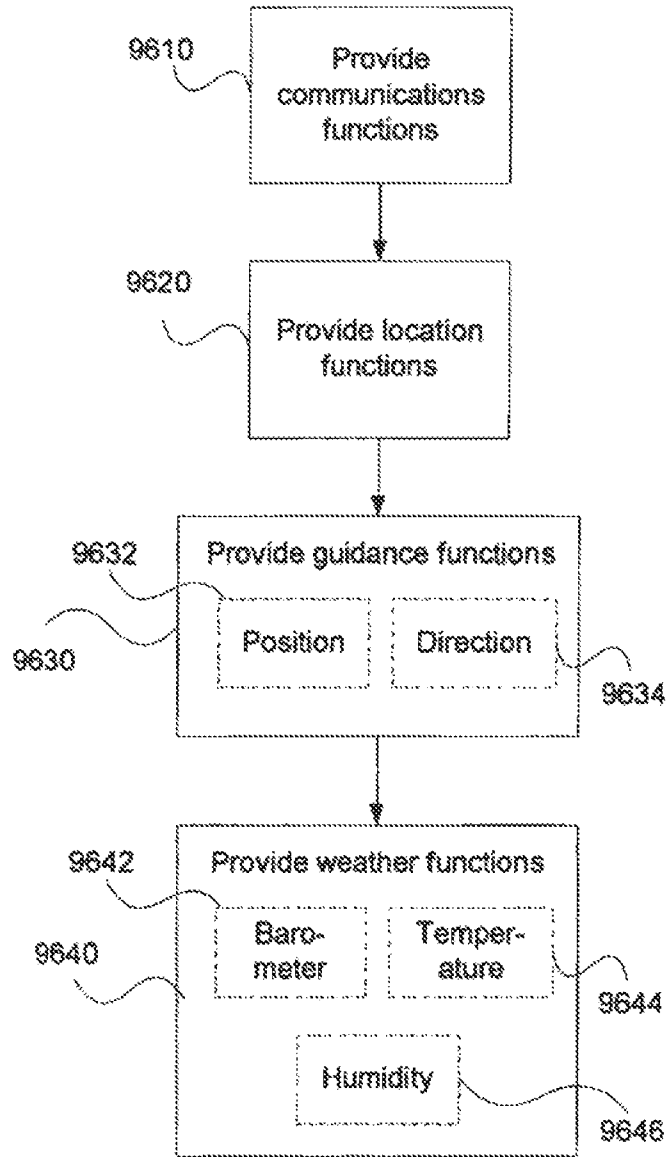 9610
Provide
communications
functions
9620
Provide location
functions
9632
Provide guidance functions
Position
Direction
9630
9634
9642
Provide weather functions
Baro-
meter
Temper-
ature
9640
9644
Humidity
9646